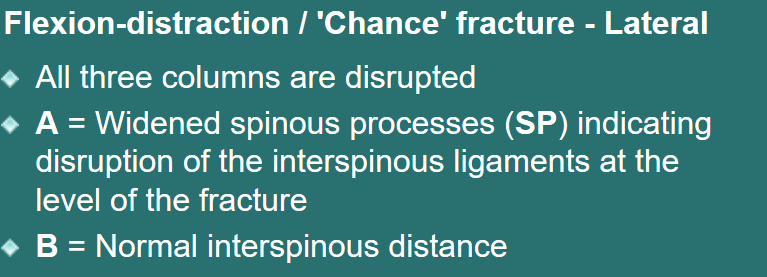 Flexion-distraction / 'Chance' fracture - Lateral
All three columns are disrupted
A = Widened spinous processes (SP) indicating
disruption of the interspinous ligaments at the
level of the fracture
B = Normal interspinous distance